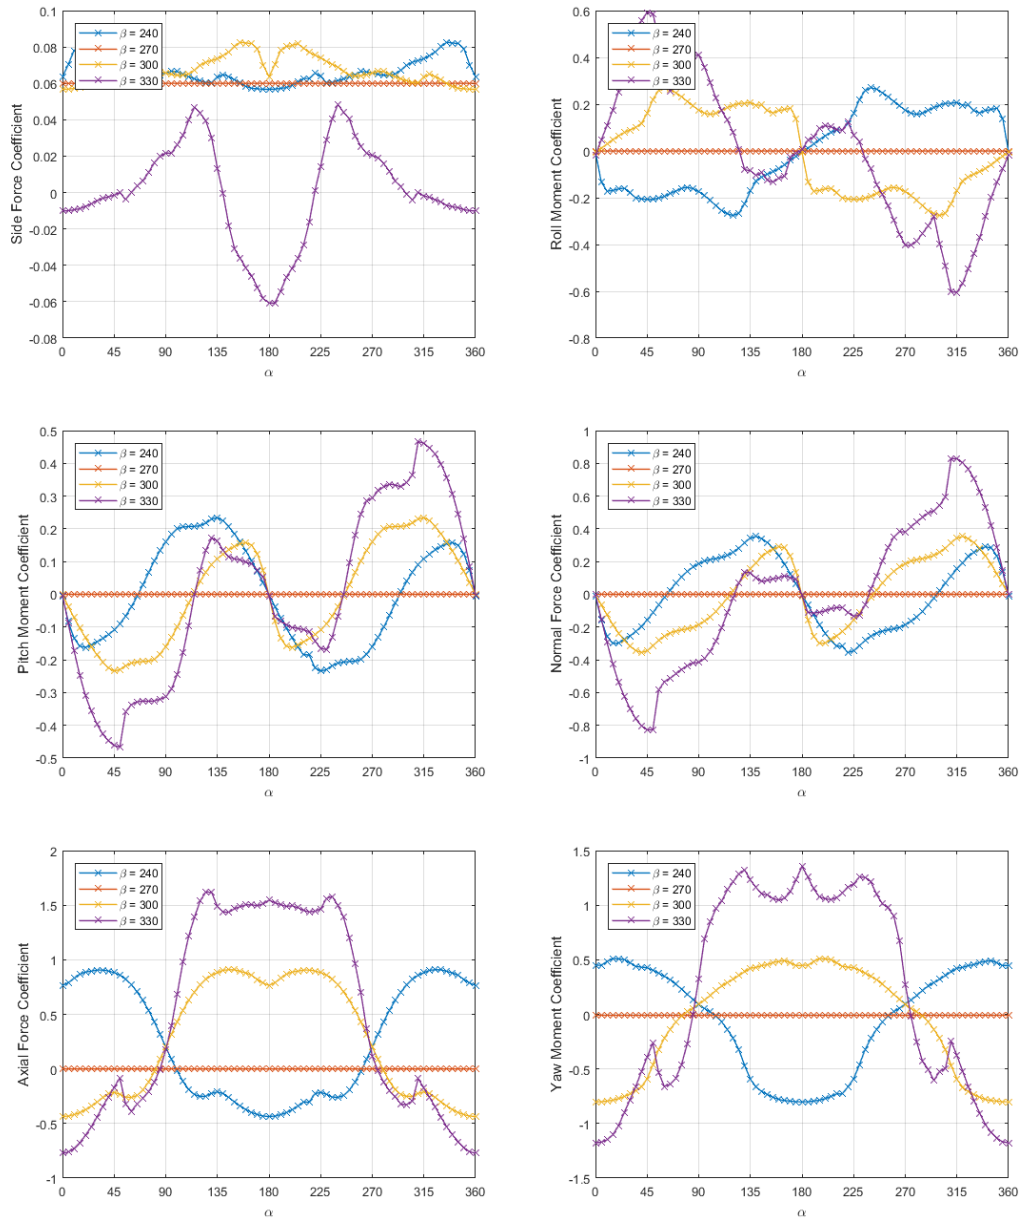 Side Force Coefficient
0.1
0.08
0.06
0.04
0.02
0
-0.02
-0.04
-0.06
-0.08
β = 240
β = 270
β = 300
β = 330
0 45 90 135 180 225 270 315 360
α
Roll Moment Coefficient
0.6
0.4
0.2
0
-0.2
-0.4
-0.6
-0.8
β = 240
β = 270
β = 300
β = 330
0 45 90 135 180 225 270 315 360
α
Pitch Moment Coefficient
0.5
0.4
0.3
0.2
0.1
0
-0.1
-0.2
-0.3
-0.4
-0.5
β = 240
β = 270
β = 300
β = 330
0 45 90 135 180 225 270 315 360
α
Normal Force Coefficient
1
0.8
0.6
0.4
0.2
0
-0.2
-0.4
-0.6
-0.8
-1
β = 240
β = 270
β = 300
β = 330
0 45 90 135 180 225 270 315 360
α
Axial Force Coefficient
2
1.5
1
0.5
0
-0.5
-1
β = 240
β = 270
β = 300
β = 330
0 45 90 135 180 225 270 315 360
α
Yaw Moment Coefficient
1.5
1
0.5
0
-0.5
-1
-1.5
β = 240
β = 270
β = 300
β = 330
0 45 90 135 180 225 270 315 360
α